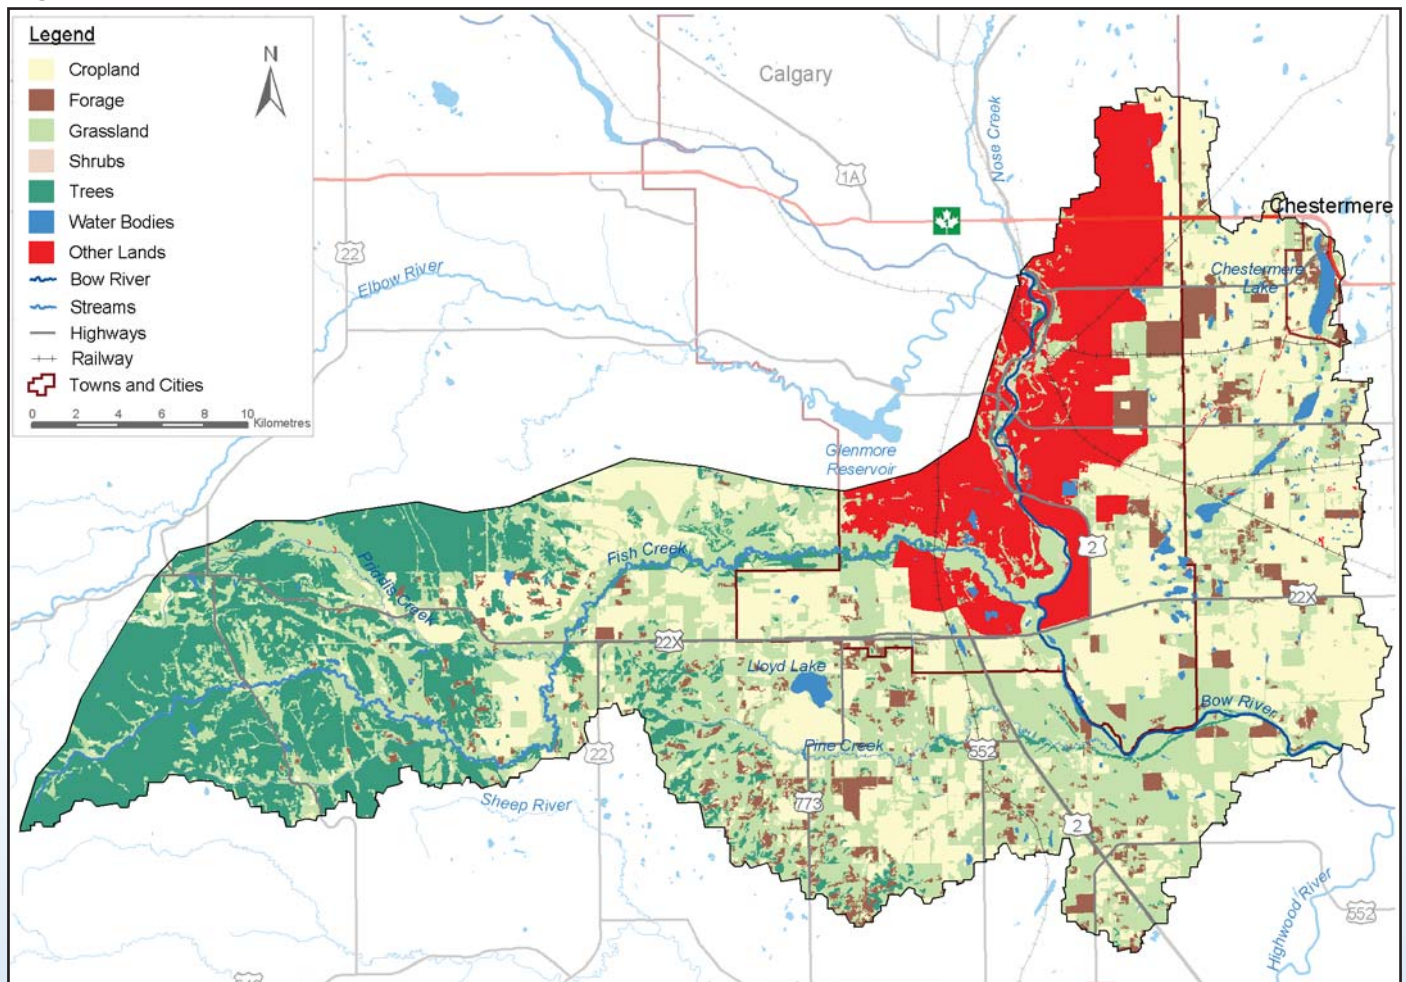 Legend
Cropland
Forage
Grassland
Shrubs
Trees
Water Bodies
Other Lands
Bow River
Streams
Highways
Railway
Towns and Cities
0 2 4 6 8 10
Kilometres
N
Calgary
1A
1
Nose Creek
Chestermere
Chestermere
Lake
22
Elbow River
Glenmore
Reservoir
Fish Creek
Priddis Creek
2
22X
22X
Lloyd Lake
Bow River
Pine Creek
552
22
773
Sheep River
2
Highwood River
552